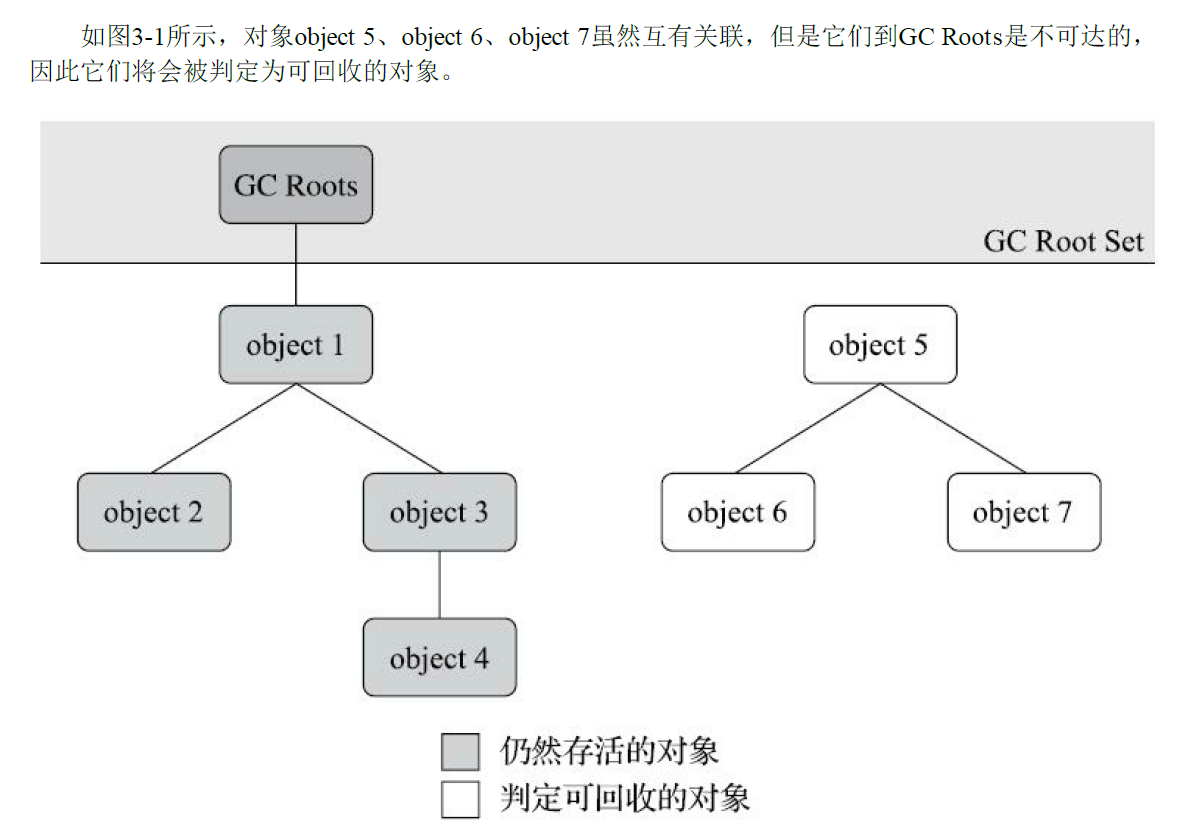 如图3-1所示，对象object 5、object 6、object 7虽然互有关联，但是它们到GC Roots是不可达的，
因此它们将会被判定为可回收的对象。
GC Roots
GC Root Set
object 1
object 5
object 2
object 3
object 6
object 7
object 4
仍然存活的对象
判定可回收的对象